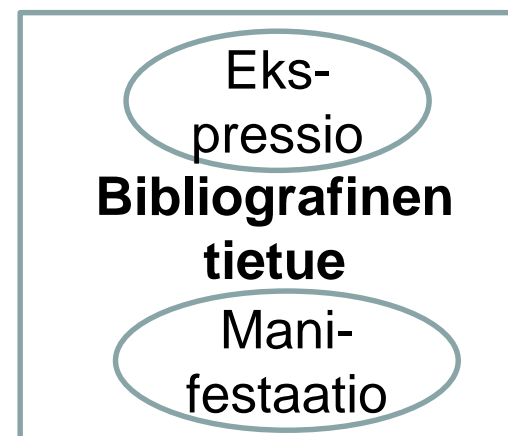 Eks-
pressio
Bibliografinen
tietue
Mani-
festaatio